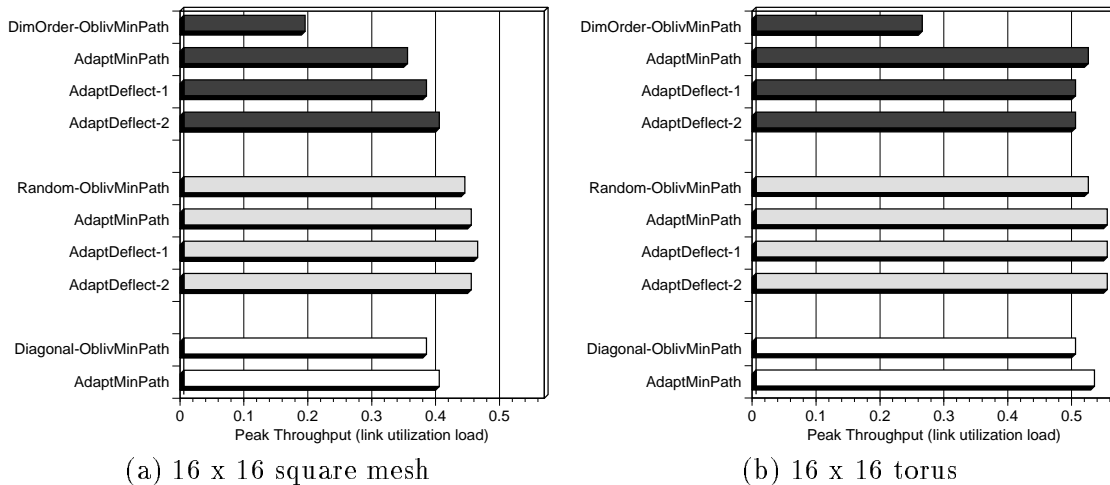 DimOrder-OblivMinPath
AdaptMinPath
AdaptDeflect-1
AdaptDeflect-2
Random-OblivMinPath
AdaptMinPath
AdaptDeflect-1
AdaptDeflect-2
Diagonal-OblivMinPath
AdaptMinPath
0 0.1 0.2 0.3 0.4 0.5
Peak Throughput (link utilization load)
(a) 16 x 16 square mesh
DimOrder-OblivMinPath
AdaptMinPath
AdaptDeflect-1
AdaptDeflect-2
Random-OblivMinPath
AdaptMinPath
AdaptDeflect-1
AdaptDeflect-2
Diagonal-OblivMinPath
AdaptMinPath
0 0.1 0.2 0.3 0.4 0.5
Peak Throughput (link utilization load)
(b) 16 x 16 torus